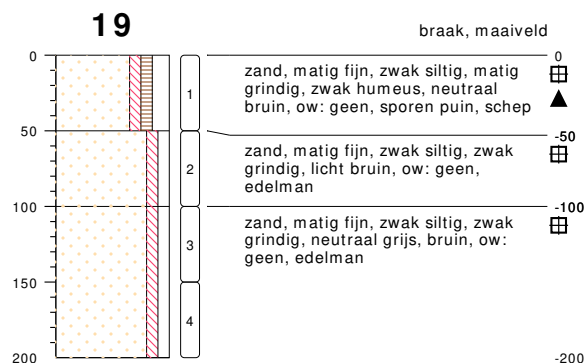 19
braak, maaiveld
0
0
zand, matig fijn, zwak siltig, matig
grindig, zwak humeus, neutraal
bruin, ow: geen, sporen puin, schep
1
50
-50
zand, matig fijn, zwak siltig, zwak
grindig, licht bruin, ow: geen,
edelman
2
100
-100
zand, matig fijn, zwak siltig, zwak
grindig, neutraal grijs, bruin, ow:
geen, edelman
3
150
4
200
-200